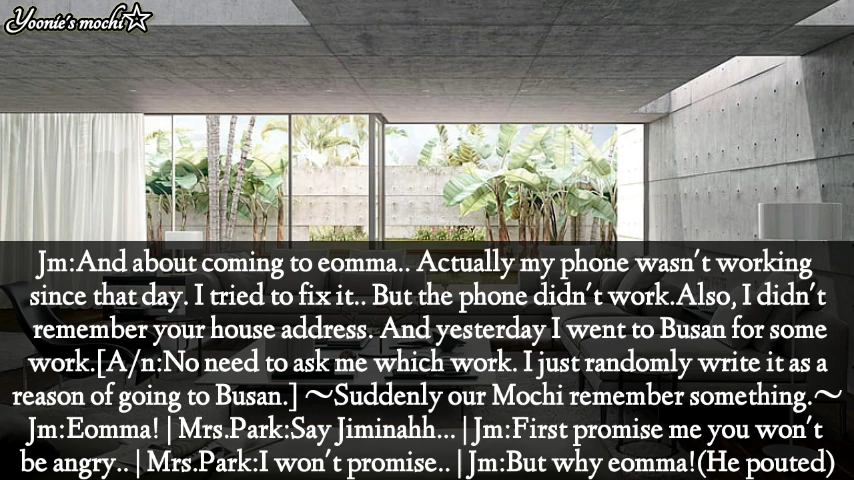 Yoonie's mochi☆
Jm:And about coming to eomma.. Actually my phone wasn't working
since that day. I tried to fix it.. But the phone didn't work.Also, I didn't
remember your house address. And yesterday I went to Busan for some
work.[A/n:No need to ask me which work. I just randomly write it as a
reason of going to Busan.] ～Suddenly our Mochi remember something.～
Jm:Eomma! | Mrs.Park:Say Jiminahh... | Jm:First promise me you won't
be angry.. | Mrs.Park:I won't promise.. | Jm:But why eomma!(He pouted)